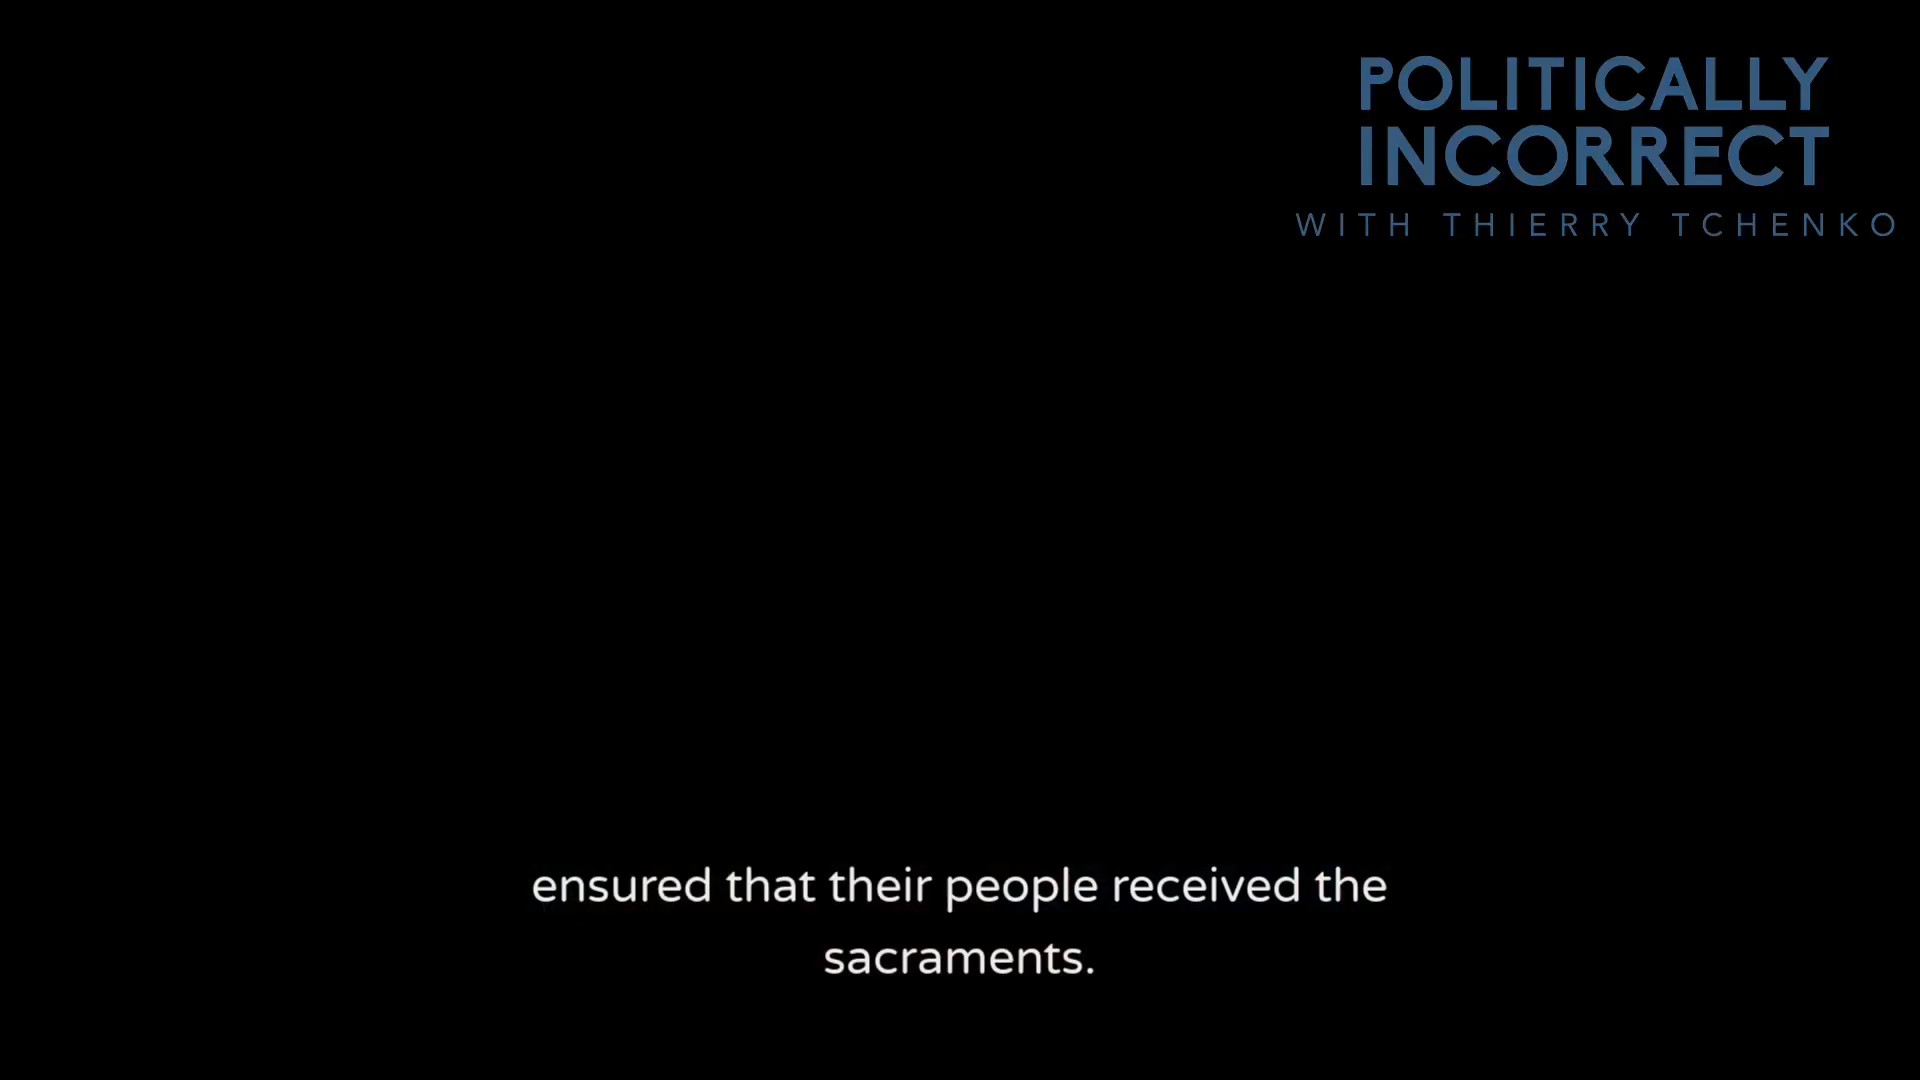 POLITICALLY
INCORRECT
WITH THIERRY TCHENKO
ensured that their people received the
sacraments.